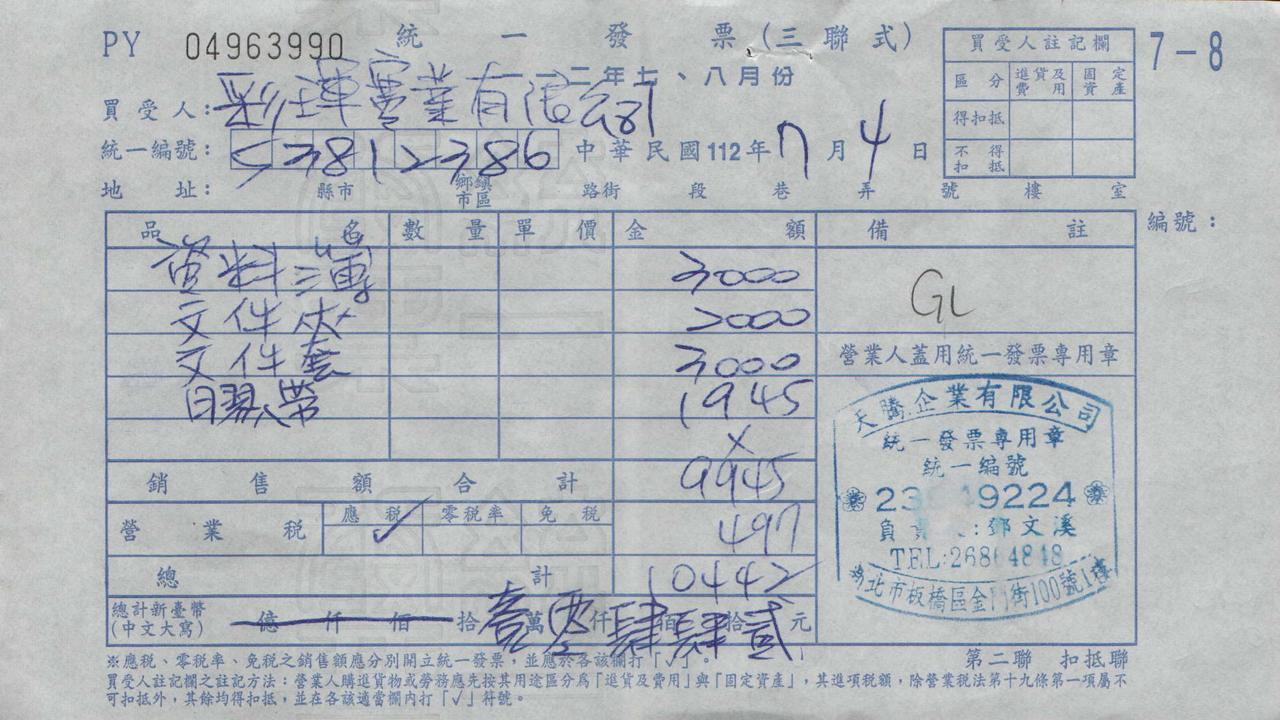 PY 04963990 統一發票(三聯式)
一一二年七、八月份
7-8
買受人註記欄
區分 進貨及費用 固定資產
得扣抵
不得扣抵
買受人: 彩琿實業有限公司
統一編號: 53812386 中華民國112年7月4日
地址: 縣市 鄉鎮市區 路街 段 巷 弄 號 樓 室
品名 數量 單價 金額 備註 編號:
資料 3000
GL
文件夾 2000
文件套 3000
營業人蓋用統一發票專用章
1945
銷售額合計 9945
營業稅 應稅 ✓ 零稅率 免稅 497
總計 10442
總計新臺幣(中文大寫) 億仟佰拾壹萬零仟肆佰肆拾貳元
天騰企業有限公司
統一發票專用章
統一編號
23 49224
負 人:鄧文溪
TEL:26864848
北市板橋區金門街100號1樓
第二聯 扣抵聯
※應稅、零稅率、免稅之銷售額應分別開立統一發票,並應於各該欄打「✓」。
買受人註記欄之註記方法:營業人購進貨物或勞務應先按其用途區分為「進貨及費用」與「固定資產」,其進項稅額,除營業稅法第十九條第一項屬不
可扣抵外,其餘均得扣抵,並在各該適當欄內打「✓」符號。